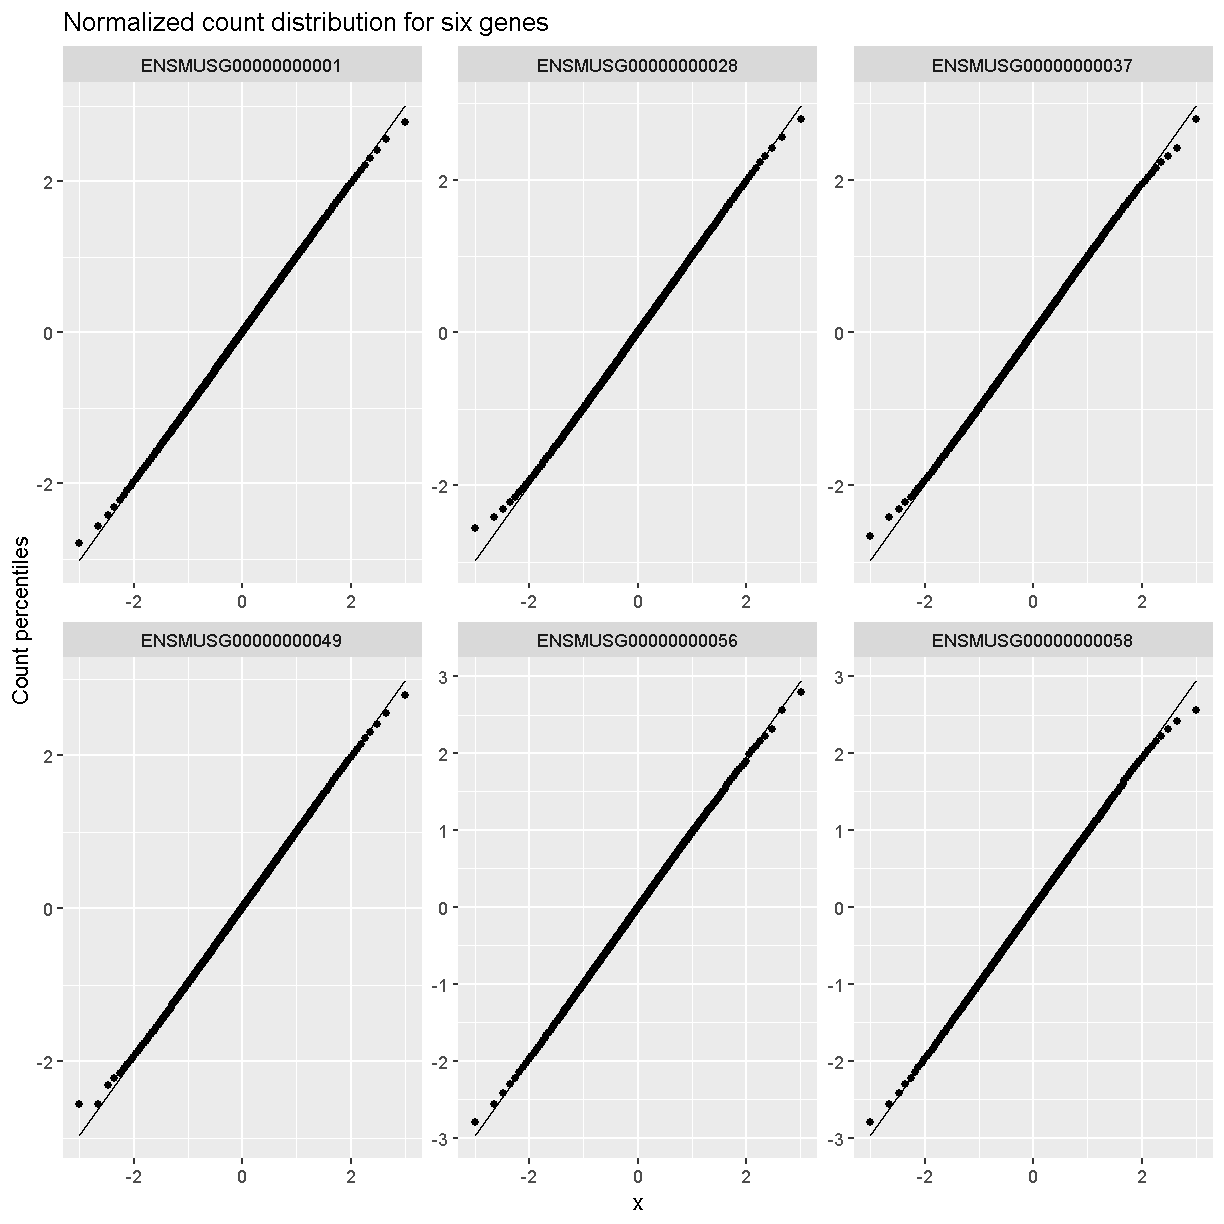 Normalized count distribution for six genes
ENSMUSG00000000001 ENSMUSG00000000028 ENSMUSG00000000037
2 2 2
0 0 0
-2 -2 -2
-2 0 2 -2 0 2 -2 0 2
Count percentiles
ENSMUSG00000000049 ENSMUSG00000000056 ENSMUSG00000000058
3 3
2 2 2
1 1
0 0 0
-1 -1
-2 -2 -2
-3 -3
-2 0 2 -2 0 2 -2 0 2
x